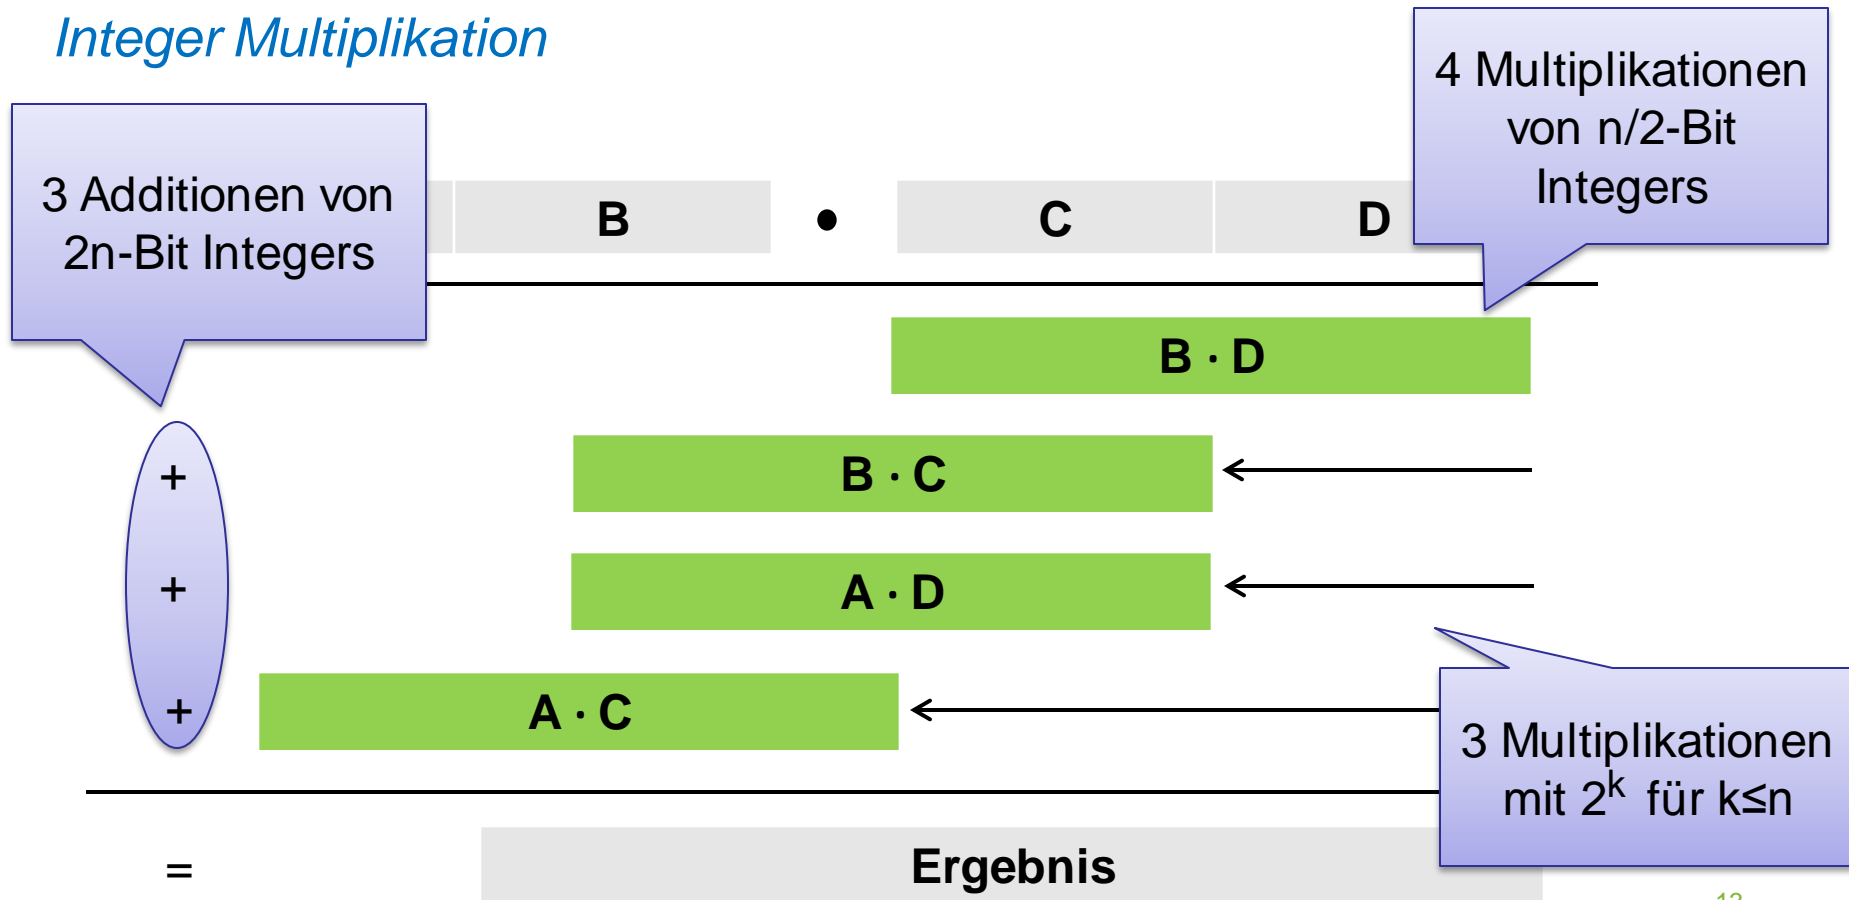 Integer Multiplikation
4 Multiplikationen
von n/2-Bit
Integers
3 Additionen von
2n-Bit Integers
B • C D
B · D
+ B · C
+ A · D
+ A · C
3 Multiplikationen
mit 2^k für k≤n
= Ergebnis